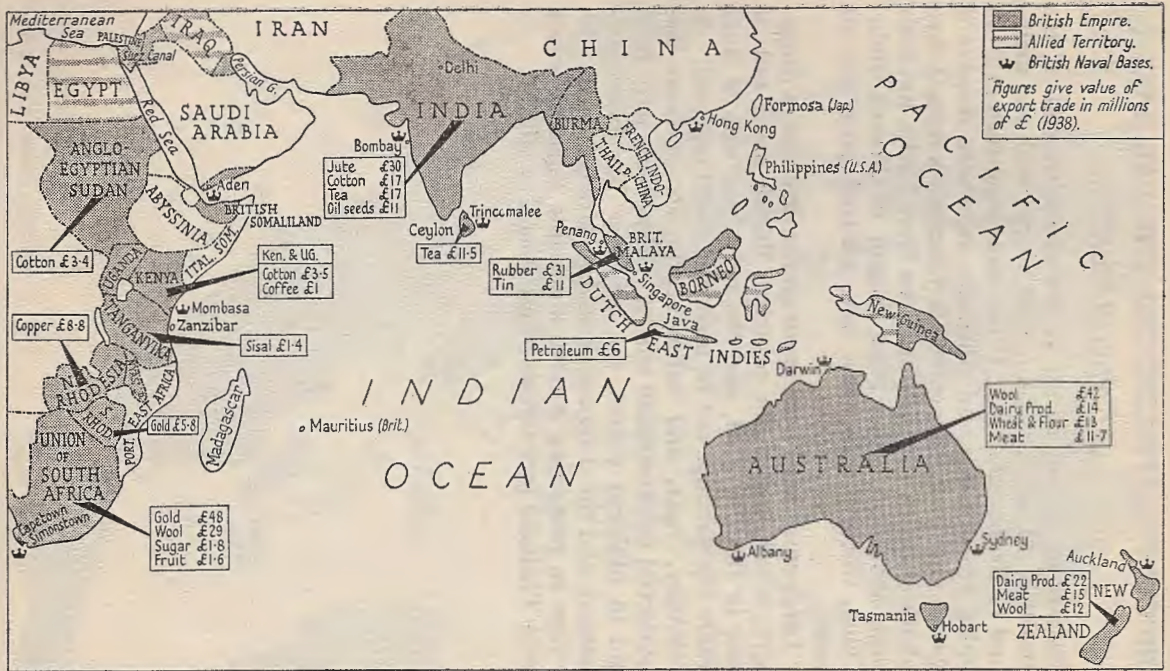 Mediterranean
Sea
PALESTINE
Suez Canal
IRAQ
IRAN
Persian G.
LIBYA
EGYPT
Red Sea
SAUDI
ARABIA
ANGLO-
EGYPTIAN
SUDAN
Aden
ABYSSINIA
BRITISH
SOMALILAND
ITAL. SOM.
Cotton £3·4
UGANDA
KENYA
Ken. & UG.
Cotton £3·5
Coffee £1
Mombasa
Zanzibar
TANGANYIKA
Sisal £1·4
Copper £8·8
N.
RHODESIA
S.
RHOD.
Gold £5·8
PORT. EAST AFRICA
Madagascar
UNION
OF
SOUTH
AFRICA
Capetown
Simonstown
Gold £48
Wool £29
Sugar £1·8
Fruit £1·6
Mauritius (Brit.)
INDIAN
OCEAN
Delhi
INDIA
Bombay
Jute £30
Cotton £17
Tea £17
Oil seeds £11
Ceylon
Trincomalee
Tea £11·5
CHINA
BURMA
THAILD.
FRENCH INDO-
CHINA
Hong Kong
Formosa (Jap.)
Philippines (U.S.A.)
Penang
BRIT.
MALAYA
Rubber £31
Tin £11
Singapore
BORNEO
DUTCH
EAST INDIES
Java
Petroleum £6
New Guinea
PACIFIC
OCEAN
British Empire.
Allied Territory.
British Naval Bases.
Figures give value of
export trade in millions
of £ (1938).
Darwin
AUSTRALIA
Wool £42
Dairy Prod. £14
Wheat & Flour £13
Meat £11·7
Albany
Sydney
Tasmania
Hobart
Auckland
NEW
ZEALAND
Dairy Prod. £22
Meat £15
Wool £12